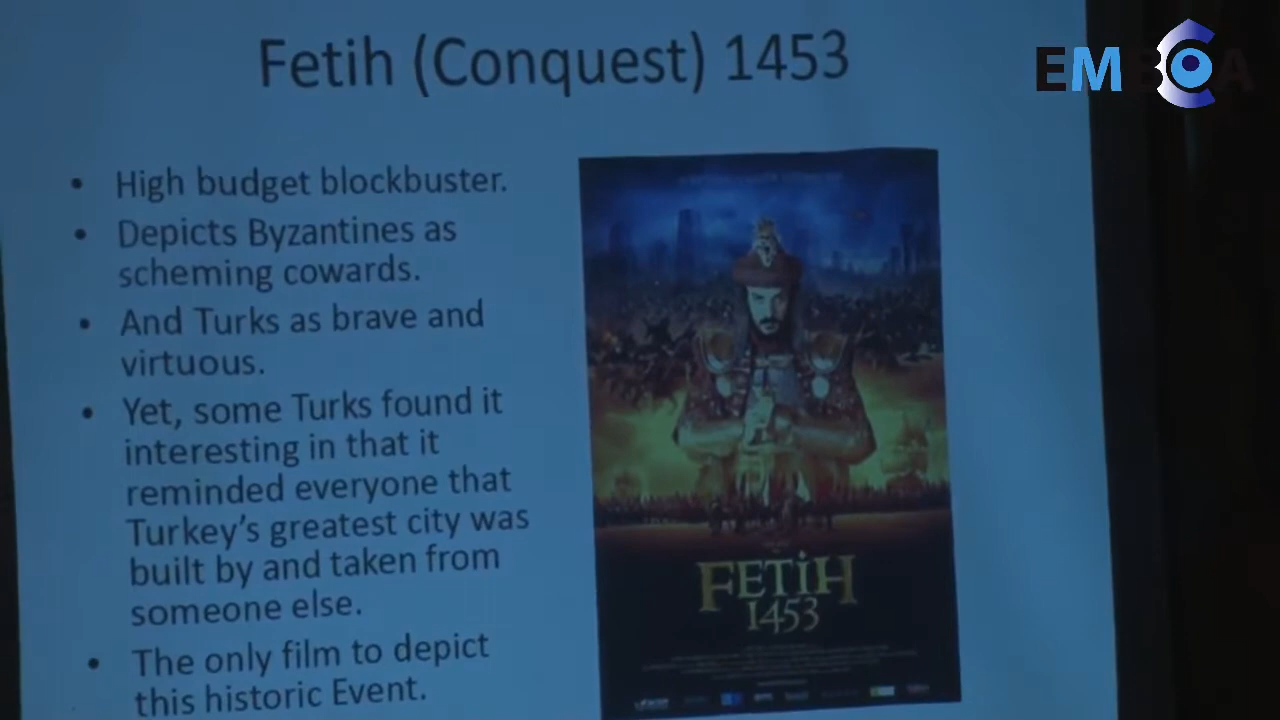 Fetih (Conquest) 1453
EMBCA
• High budget blockbuster.
• Depicts Byzantines as
scheming cowards.
• And Turks as brave and
virtuous.
• Yet, some Turks found it
interesting in that it
reminded everyone that
Turkey's greatest city was
built by and taken from
someone else.
• The only film to depict
this historic Event.
FETİH
1453